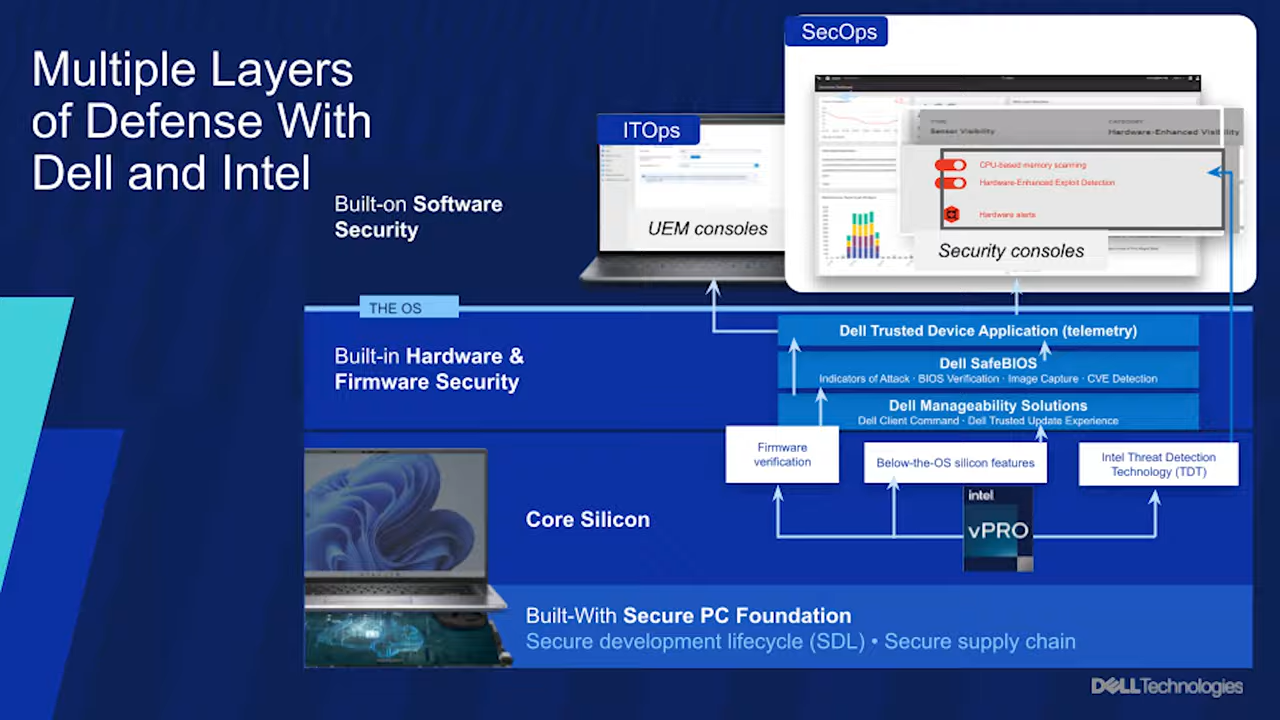 Multiple Layers
of Defense With
Dell and Intel
SecOps
ITOps
TYPE
CATEGORY
Sensor Visibility
Hardware-Enhanced Visibility
CPU-based memory scanning
Hardware-Enhanced Exploit Detection
Hardware alerts
Built-on Software
Security
UEM consoles
Security consoles
THE OS
Built-in Hardware &
Firmware Security
Dell Trusted Device Application (telemetry)
Dell SafeBIOS
Indicators of Attack · BIOS Verification · Image Capture · CVE Detection
Dell Manageability Solutions
Dell Client Command · Dell Trusted Update Experience
Firmware
verification
Below-the-OS silicon features
Intel Threat Detection
Technology (TDT)
Core Silicon
intel
vPRO
Built-With Secure PC Foundation
Secure development lifecycle (SDL) • Secure supply chain
DELL Technologies